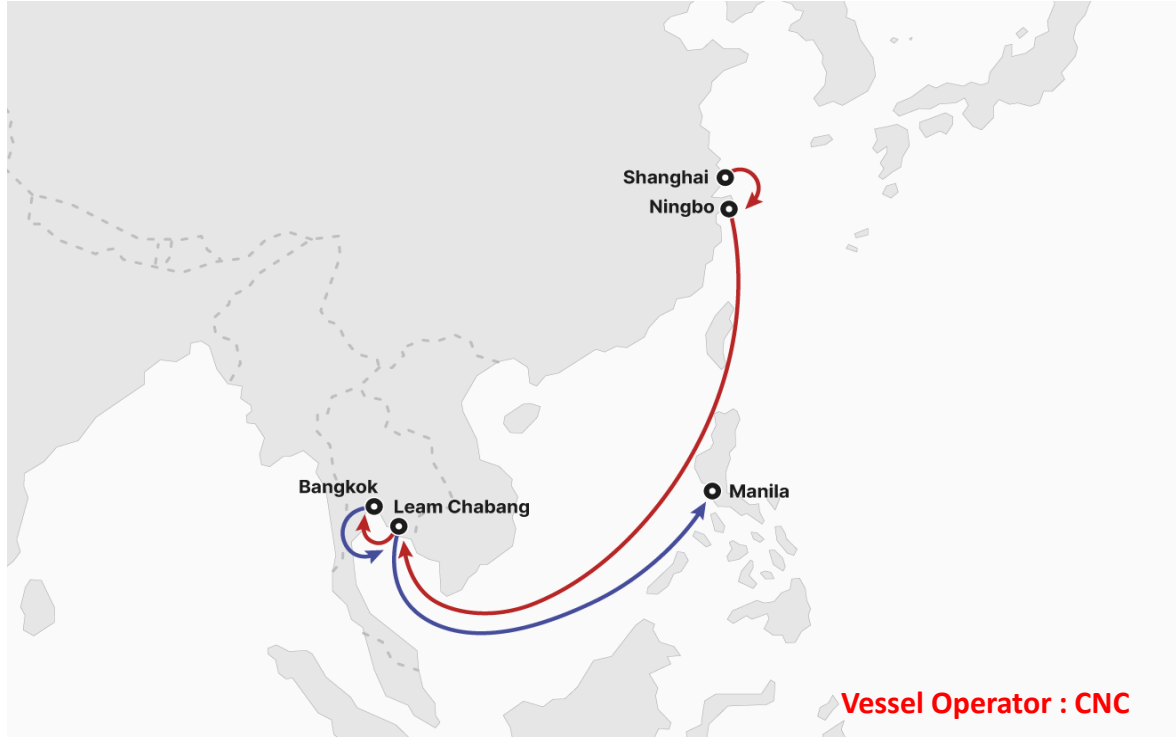 Shanghai
Ningbo
Bangkok
Leam Chabang
Manila
Vessel Operator : CNC